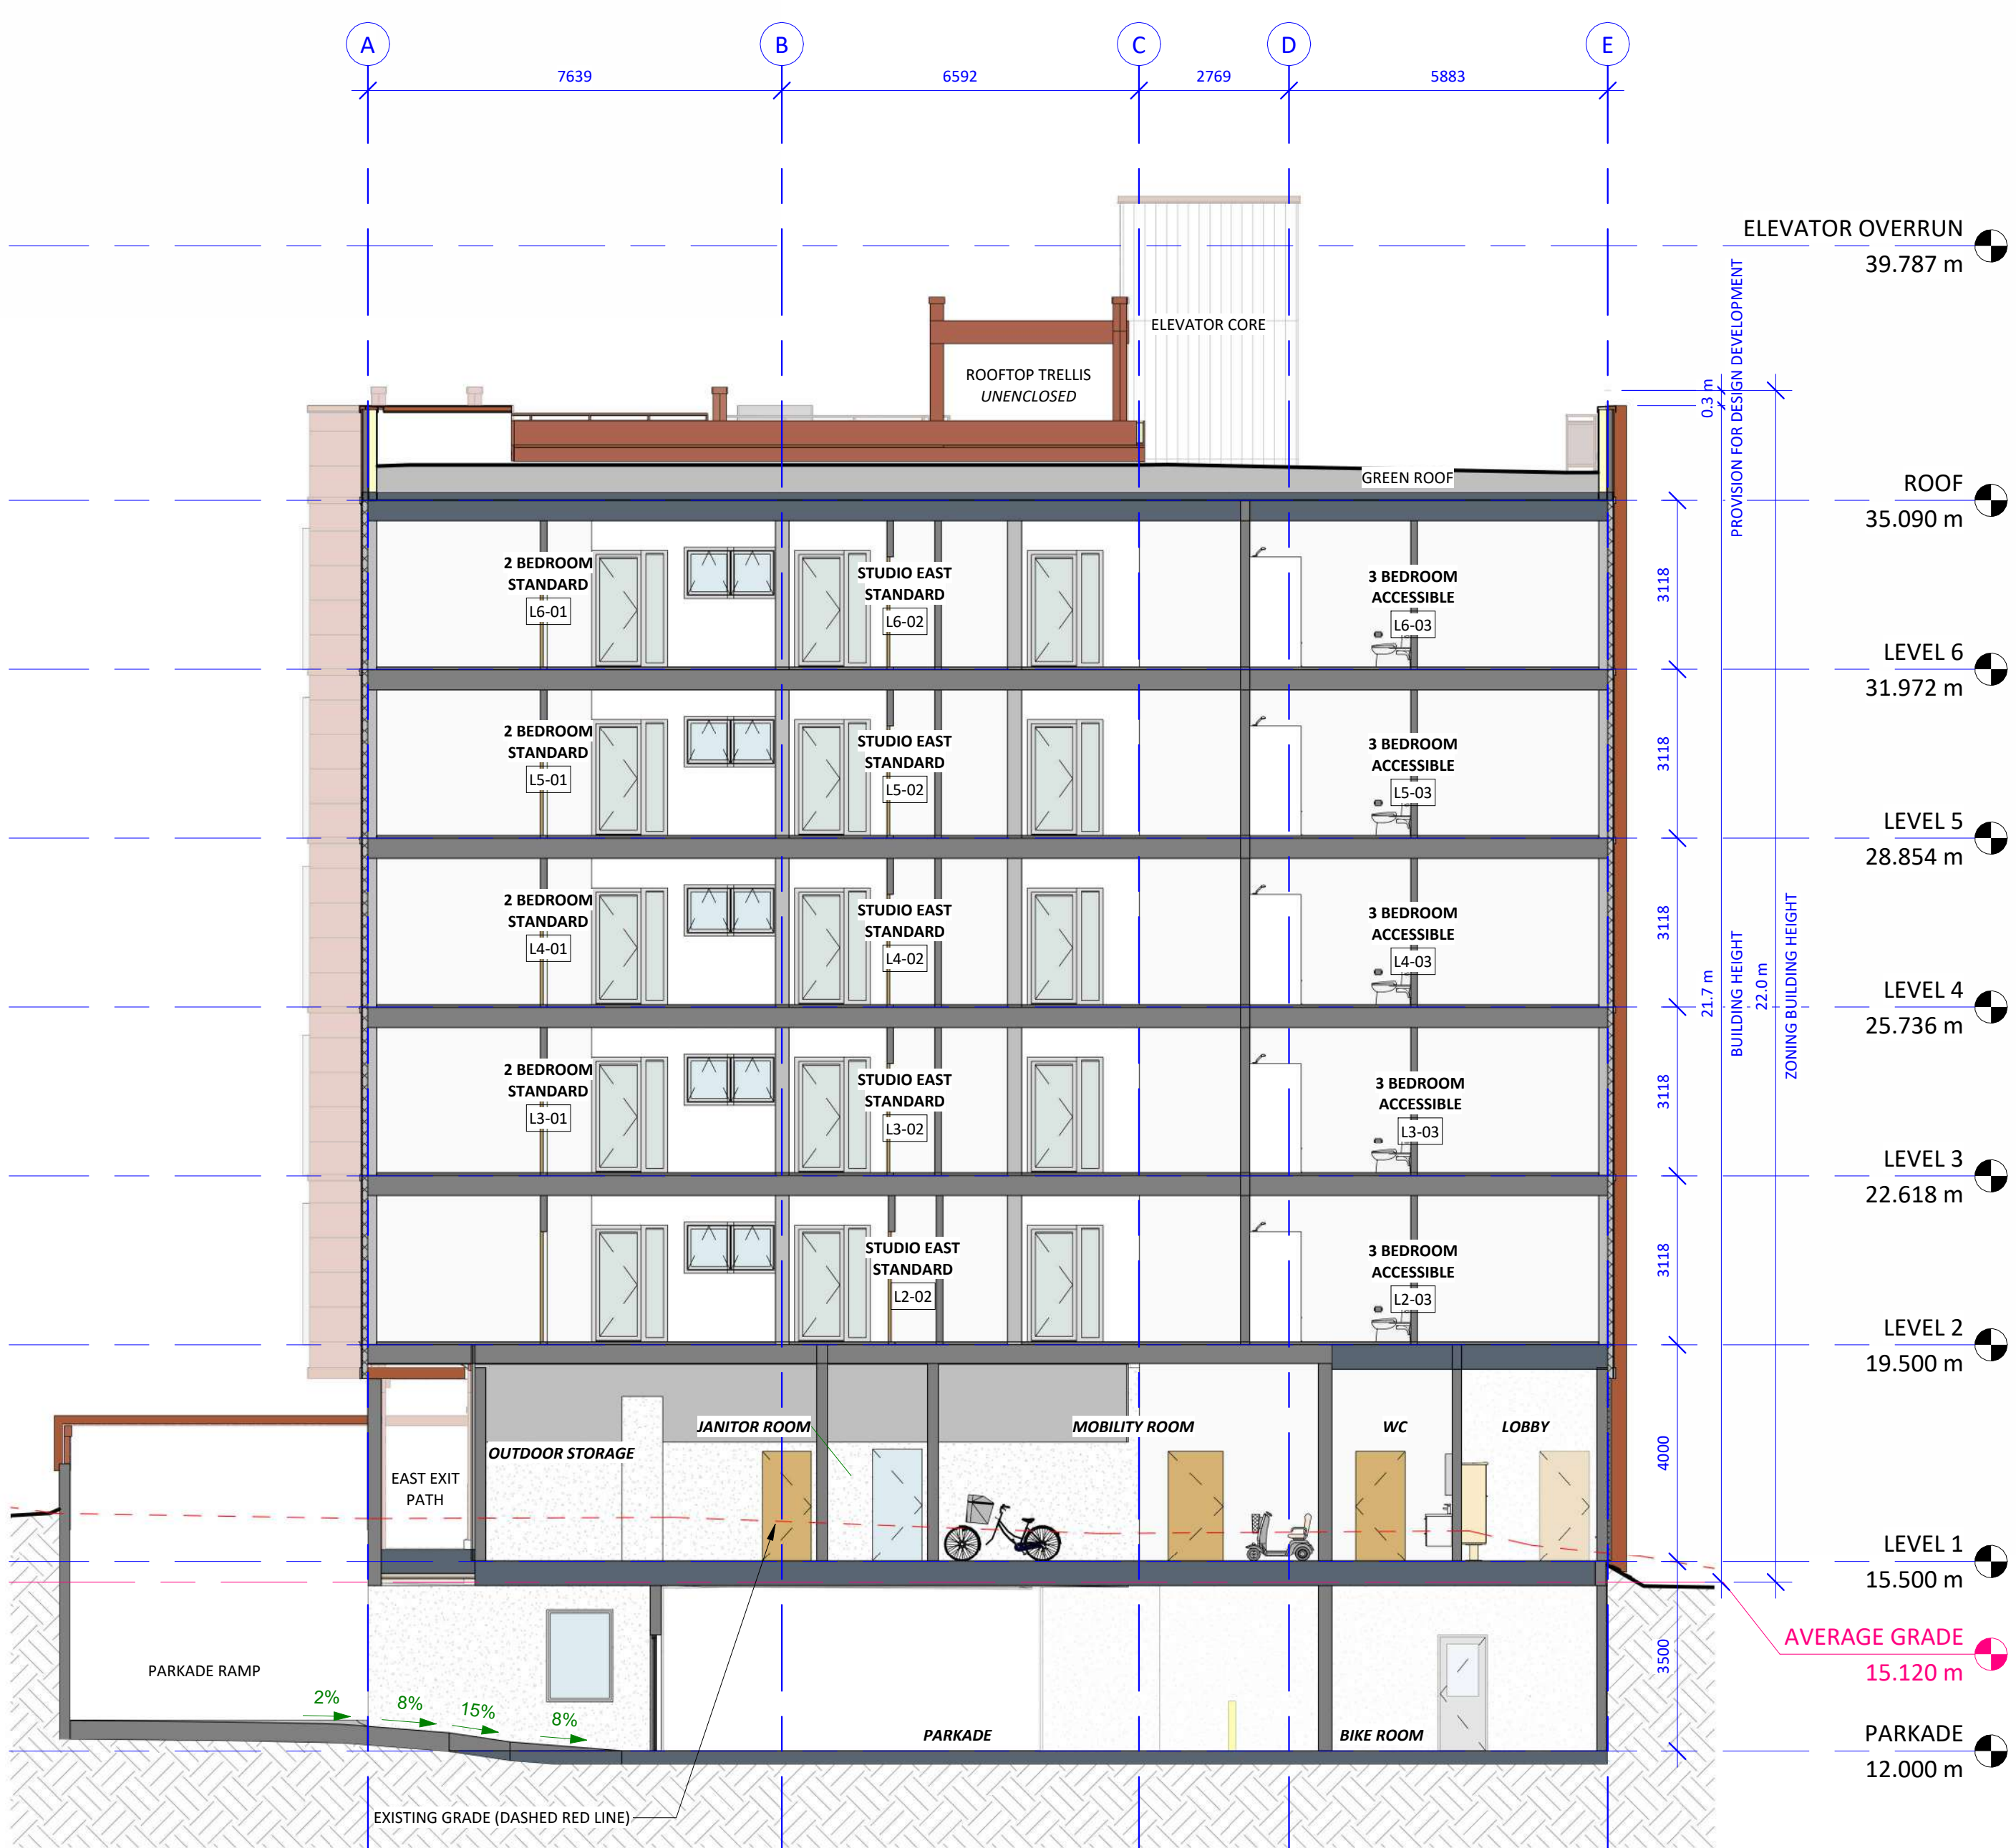 A
B
C
D
E
7639
6592
2769
5883
ELEVATOR OVERRUN
39.787 m
ELEVATOR CORE
ROOFTOP TRELLIS
UNENCLOSED
0.3 m
PROVISION FOR DESIGN DEVELOPMENT
GREEN ROOF
ROOF
35.090 m
2 BEDROOM
STANDARD
L6-01
STUDIO EAST
STANDARD
L6-02
3 BEDROOM
ACCESSIBLE
L6-03
3118
LEVEL 6
31.972 m
2 BEDROOM
STANDARD
L5-01
STUDIO EAST
STANDARD
L5-02
3 BEDROOM
ACCESSIBLE
L5-03
3118
LEVEL 5
28.854 m
2 BEDROOM
STANDARD
L4-01
STUDIO EAST
STANDARD
L4-02
3 BEDROOM
ACCESSIBLE
L4-03
3118
21.7 m
BUILDING HEIGHT
22.0 m
ZONING BUILDING HEIGHT
LEVEL 4
25.736 m
2 BEDROOM
STANDARD
L3-01
STUDIO EAST
STANDARD
L3-02
3 BEDROOM
ACCESSIBLE
L3-03
3118
LEVEL 3
22.618 m
STUDIO EAST
STANDARD
L2-02
3 BEDROOM
ACCESSIBLE
L2-03
3118
LEVEL 2
19.500 m
EAST EXIT
PATH
OUTDOOR STORAGE
JANITOR ROOM
MOBILITY ROOM
WC
LOBBY
4000
LEVEL 1
15.500 m
AVERAGE GRADE
15.120 m
PARKADE RAMP
2%
8%
15%
8%
PARKADE
BIKE ROOM
3500
PARKADE
12.000 m
EXISTING GRADE (DASHED RED LINE)